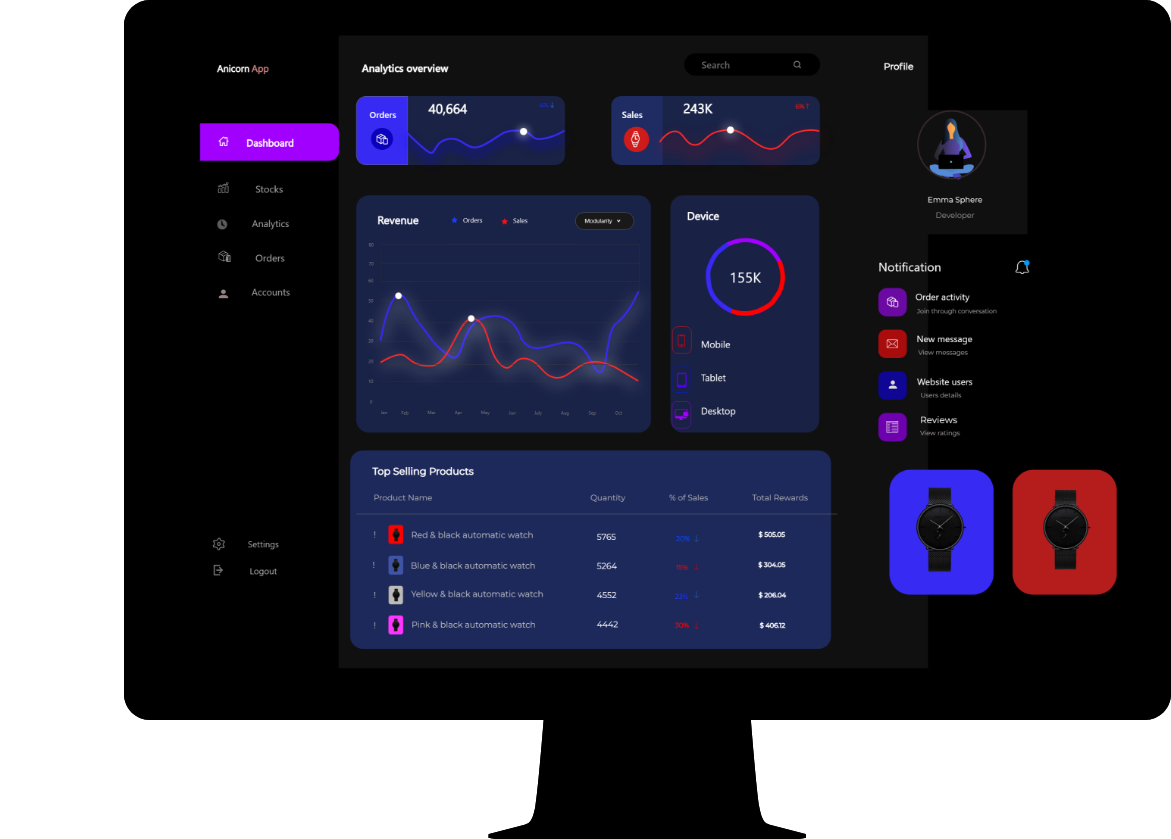 Anicorn App
Analytics overview
Search
Profile
Dashboard
Stocks
Analytics
Orders
Accounts
Settings
Logout
Orders
40,664
Sales
243K
Revenue
Orders
Sales
Modularity
80
70
60
50
40
30
20
10
0
Jan Feb Mar Apr May Jun July Aug Sep Oct
Device
155K
Mobile
Tablet
Desktop
Emma Sphere
Developer
Notification
Order activity
Join through conversation
New message
View messages
Website users
Users details
Reviews
View ratings
Top Selling Products
Product Name Quantity % of Sales Total Rewards
! Red & black automatic watch 5765 ↓ $ 505.05
! Blue & black automatic watch 5264 ↓ $ 304.05
! Yellow & black automatic watch 4552 ↓ $ 206.04
! Pink & black automatic watch 4442 30% ↓ $ 406.12